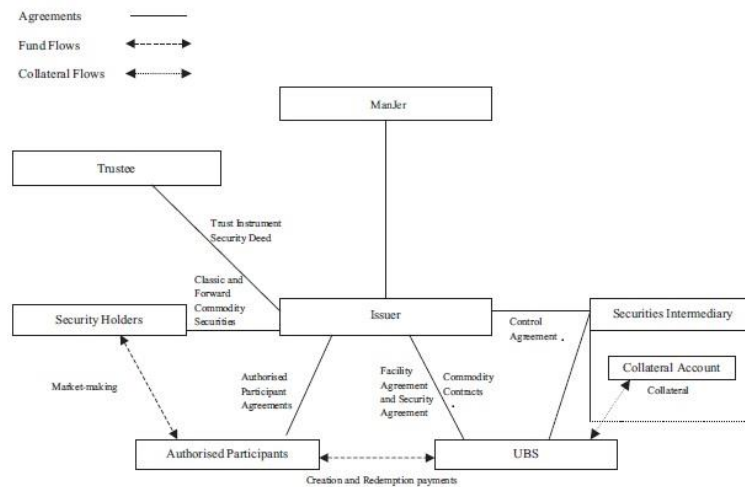 Agreements
Fund Flows
Collateral Flows
ManJer
Trustee
Trust Instrument
Security Deed
Classic and
Forward
Commodity
Securities
Security Holders
Issuer
Securities Intermediary
Control
Agreement .
Collateral Account
Collateral
Market-making
Authorised
Participant
Agreements
Facility
Agreement
and Security
Agreement
Commodity
Contracts
.
Authorised Participants
UBS
Creation and Redemption payments